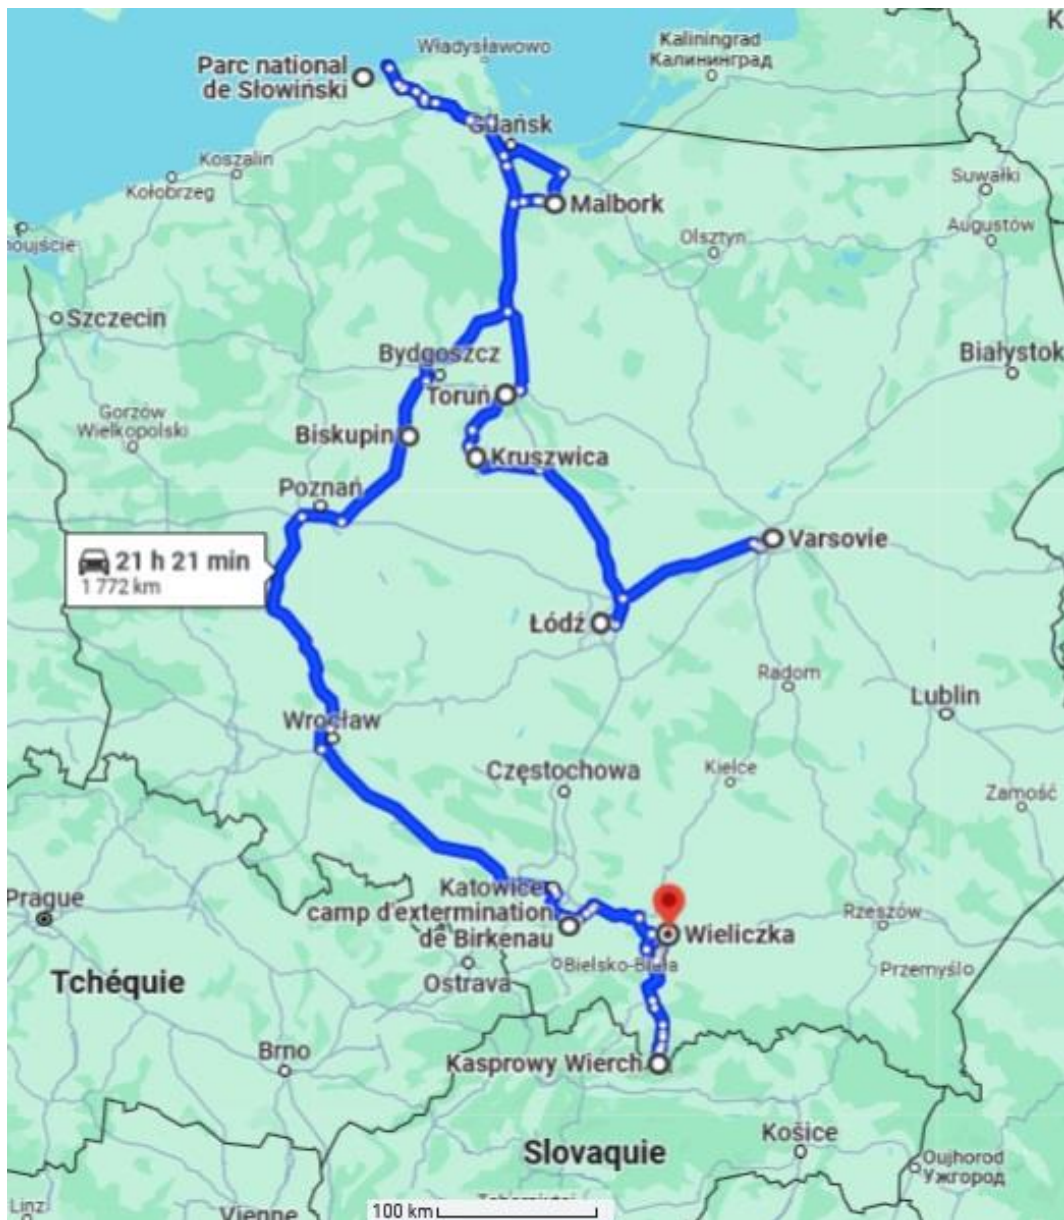 Władysławowo
Kaliningrad
Калининград
Parc national
de Słowiński
Gdańsk
Koszalin
Kołobrzeg
Suwałki
Malbork
Augustów
Olsztyn
Szczecin
Bydgoszcz
Białystok
Toruń
Gorzów
Wielkopolski
Biskupin
Kruszwica
Poznań
Varsovie
21 h 21 min
1 772 km
Łódź
Radom
Lublin
Wrocław
Częstochowa
Kielce
Zamość
Katowice
Prague
camp d'extermination
de Birkenau
Wieliczka
Rzeszów
Bielsko-Biała
Przemyśl
Ostrava
Tchéquie
Brno
Kasprowy Wierch
Slovaquie
Košice
Oujhorod
Ужгород
Linz
Vienne
100 km